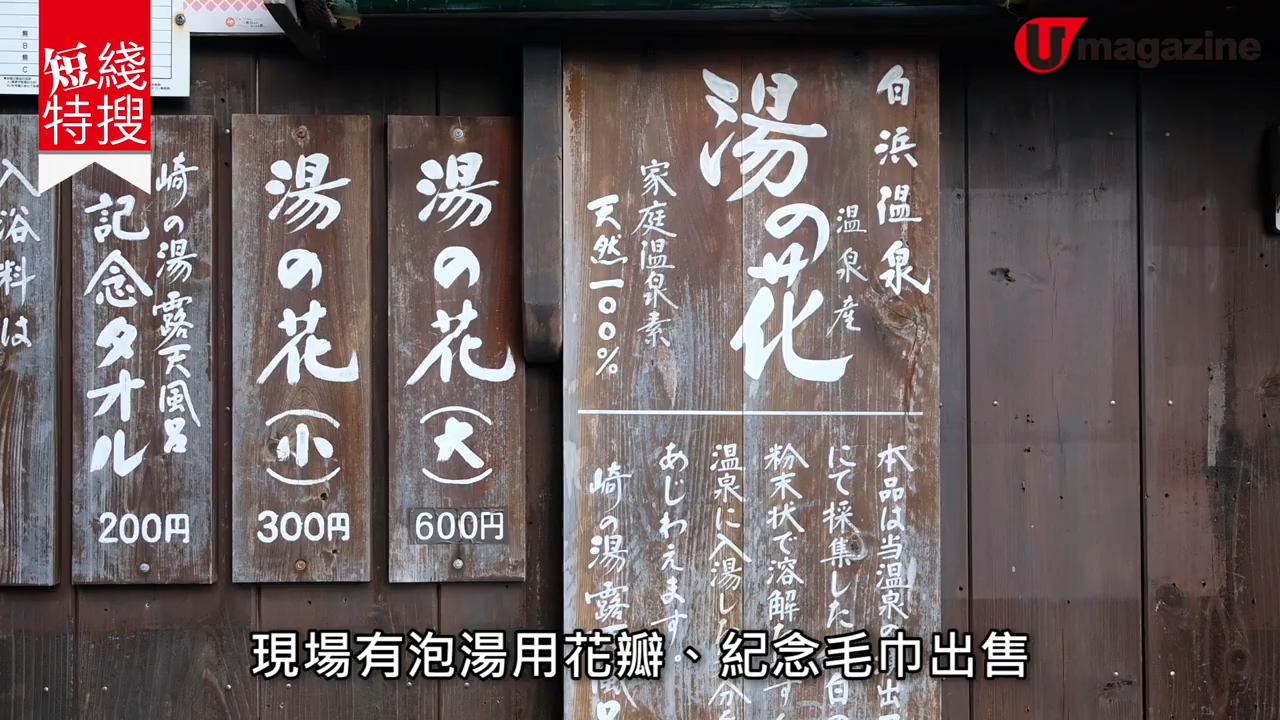 短綫
特搜
U magazine
白浜温泉
温泉産
湯の花
家庭温泉素
天然一〇〇%
本品は当温泉の
にて採集した
粉末状で溶解
温泉に入湯した
あじわえます。
崎の湯露天風呂
湯の花
(大)
600円
湯の花
(小)
300円
崎の湯露天風呂
記念タオル
200円
入浴料は
現場有泡湯用花瓣、紀念毛巾出售